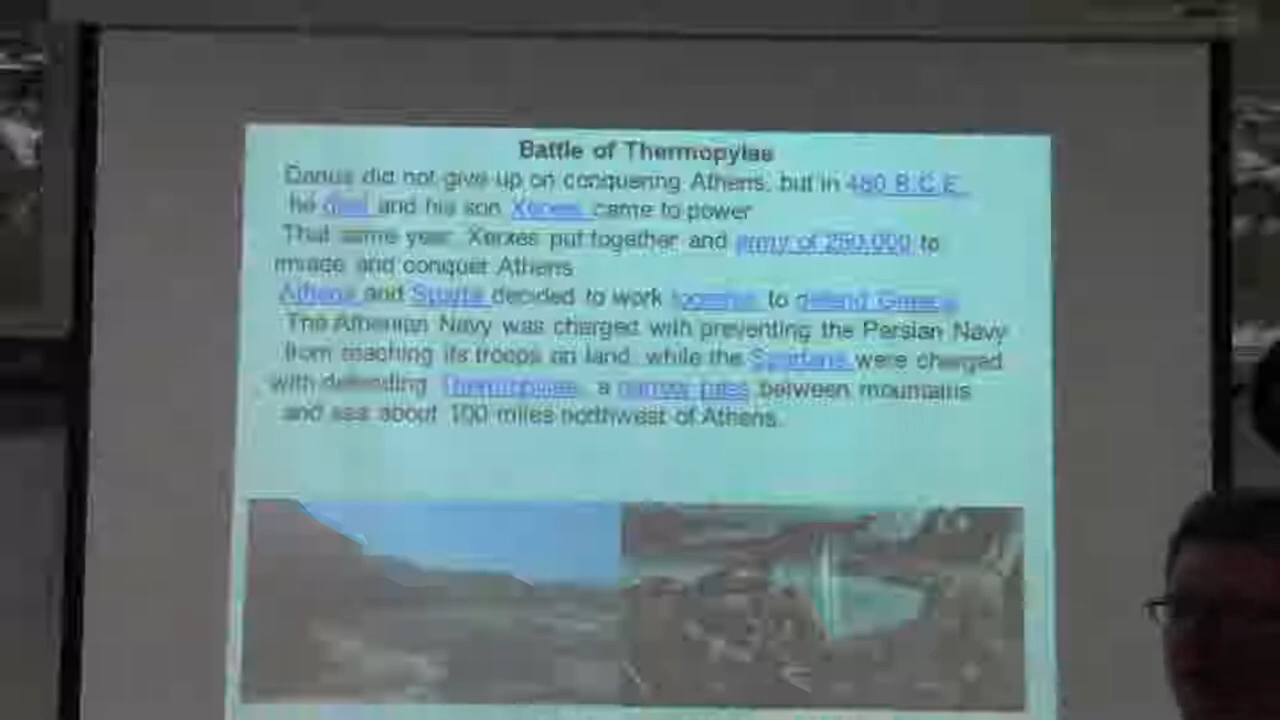 Battle of Thermopylae
Darius did not give up on conquering Athens, but in 480 B.C.E.
he died and his son Xerxes came to power
That same year, Xerxes put together and army of 250,000 to
invade and conquer Athens
Athens and Sparta decided to work together to defend Greece
The Athenian Navy was charged with preventing the Persian Navy
from reaching its troops on land, while the Spartans were charged
with defending Thermopylae, a narrow pass between mountains
and sea about 100 miles northwest of Athens.